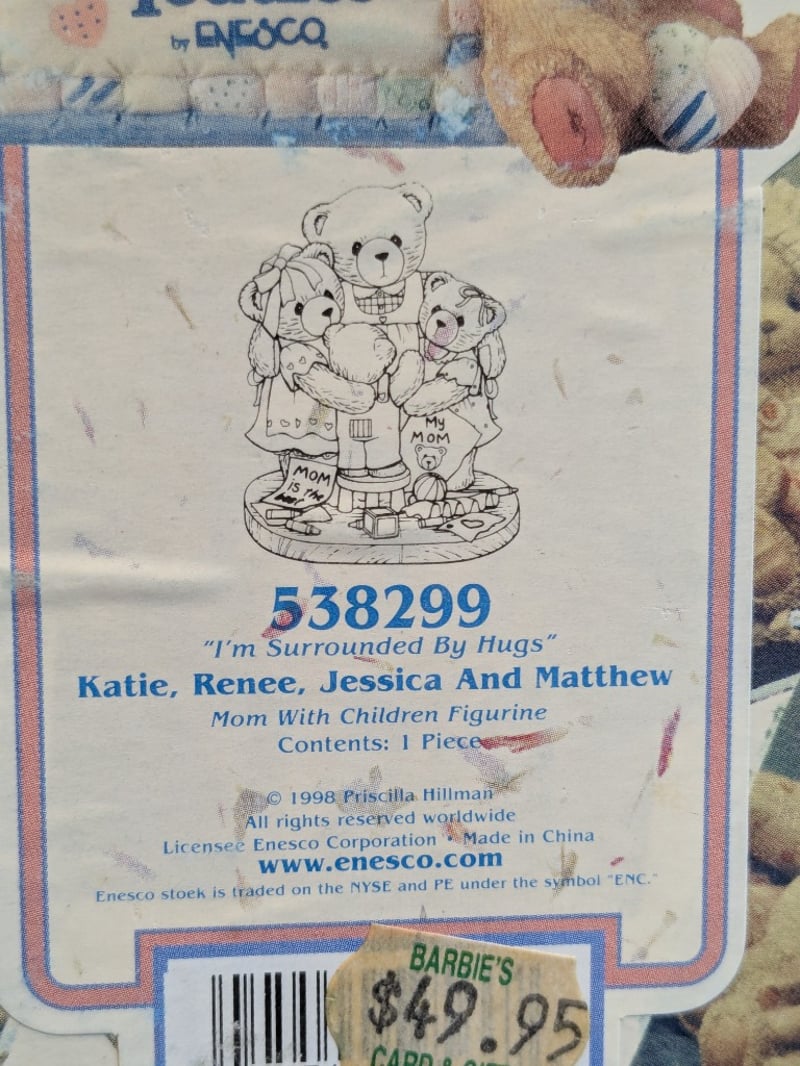 by ENESCO
My
MOM
MOM
is the
538299
"I'm Surrounded By Hugs"
Katie, Renee, Jessica And Matthew
Mom With Children Figurine
Contents: 1 Piece
© 1998 Priscilla Hillman
All rights reserved worldwide
Licensee Enesco Corporation • Made in China
www.enesco.com
Enesco stock is traded on the NYSE and PE under the symbol "ENC."
BARBIE'S
$49.95
CARD &